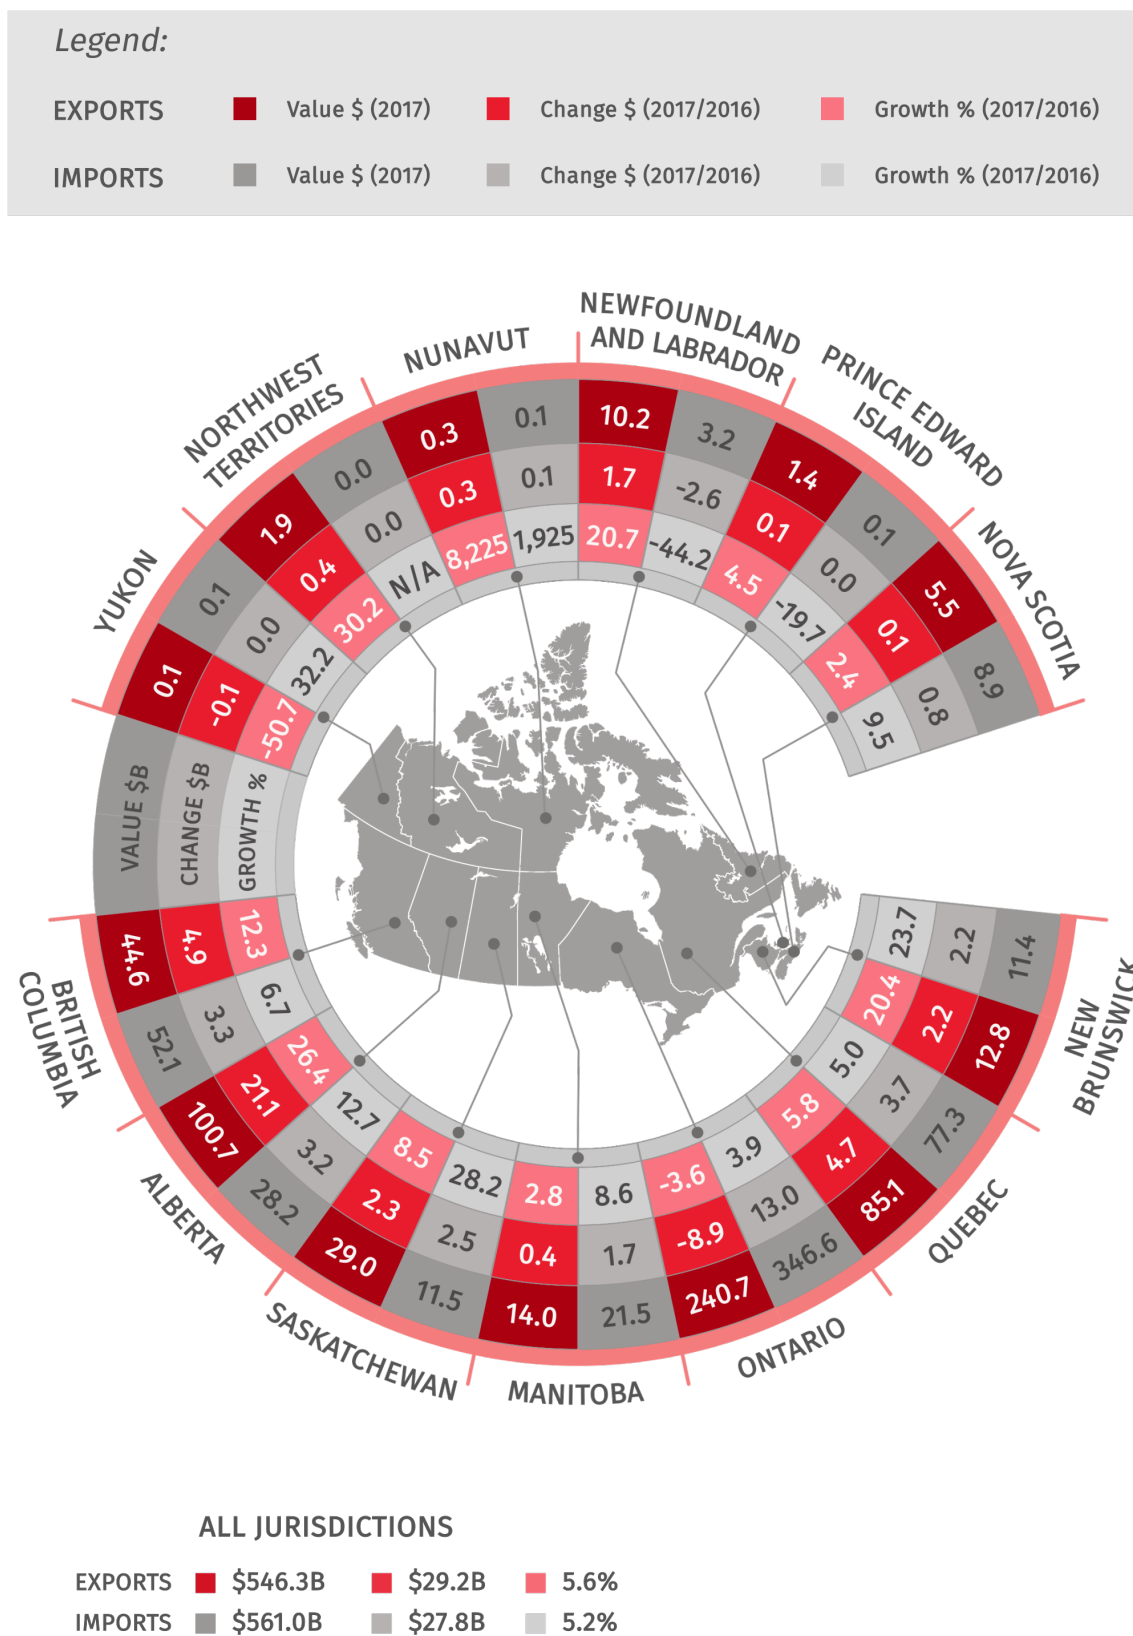 Legend:
EXPORTS Value $ (2017) Change $ (2017/2016) Growth % (2017/2016)
IMPORTS Value $ (2017) Change $ (2017/2016) Growth % (2017/2016)
NEWFOUNDLAND
AND LABRADOR
10.2 3.2
1.7 -2.6
20.7 -44.2
PRINCE EDWARD
ISLAND
1.4 0.1
0.1 0.0
4.5 -19.7
NOVA SCOTIA
5.5 8.9
0.1 0.8
2.4 9.5
NEW
BRUNSWICK
11.4 12.8
2.2 2.2
23.7 20.4
QUEBEC
77.3 85.1
3.7 4.7
5.0 5.8
ONTARIO
346.6 240.7
13.0 -8.9
3.9 -3.6
MANITOBA
21.5 14.0
1.7 0.4
8.6 2.8
SASKATCHEWAN
11.5 29.0
2.5 2.3
28.2 8.5
ALBERTA
28.2 100.7
3.2 21.1
12.7 26.4
BRITISH
COLUMBIA
52.1 44.6
3.3 4.9
6.7 12.3
VALUE $B
CHANGE $B
GROWTH %
YUKON
0.1 0.1
-0.1 0.0
-50.7 32.2
NORTHWEST
TERRITORIES
1.9 0.0
0.4 0.0
30.2 N/A
NUNAVUT
0.3 0.1
0.3 0.1
8,225 1,925
ALL JURISDICTIONS
EXPORTS $546.3B $29.2B 5.6%
IMPORTS $561.0B $27.8B 5.2%